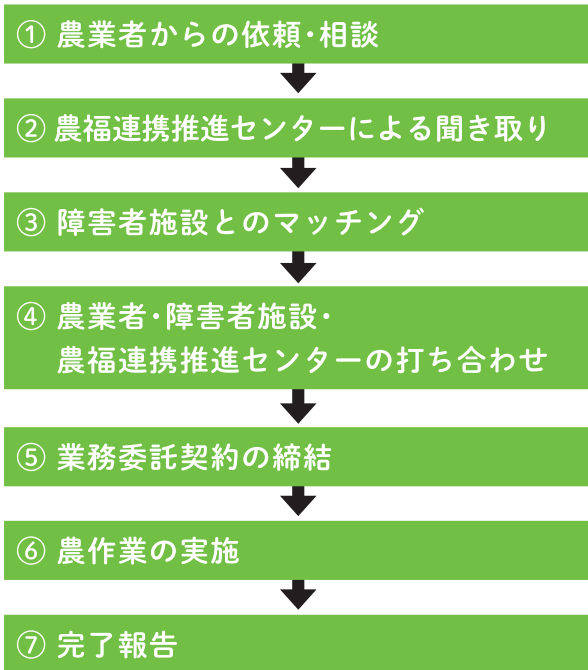 ① 農業者からの依頼・相談
② 農福連携推進センターによる聞き取り
③ 障害者施設とのマッチング
④ 農業者・障害者施設・
農福連携推進センターの打ち合わせ
⑤ 業務委託契約の締結
⑥ 農作業の実施
⑦ 完了報告